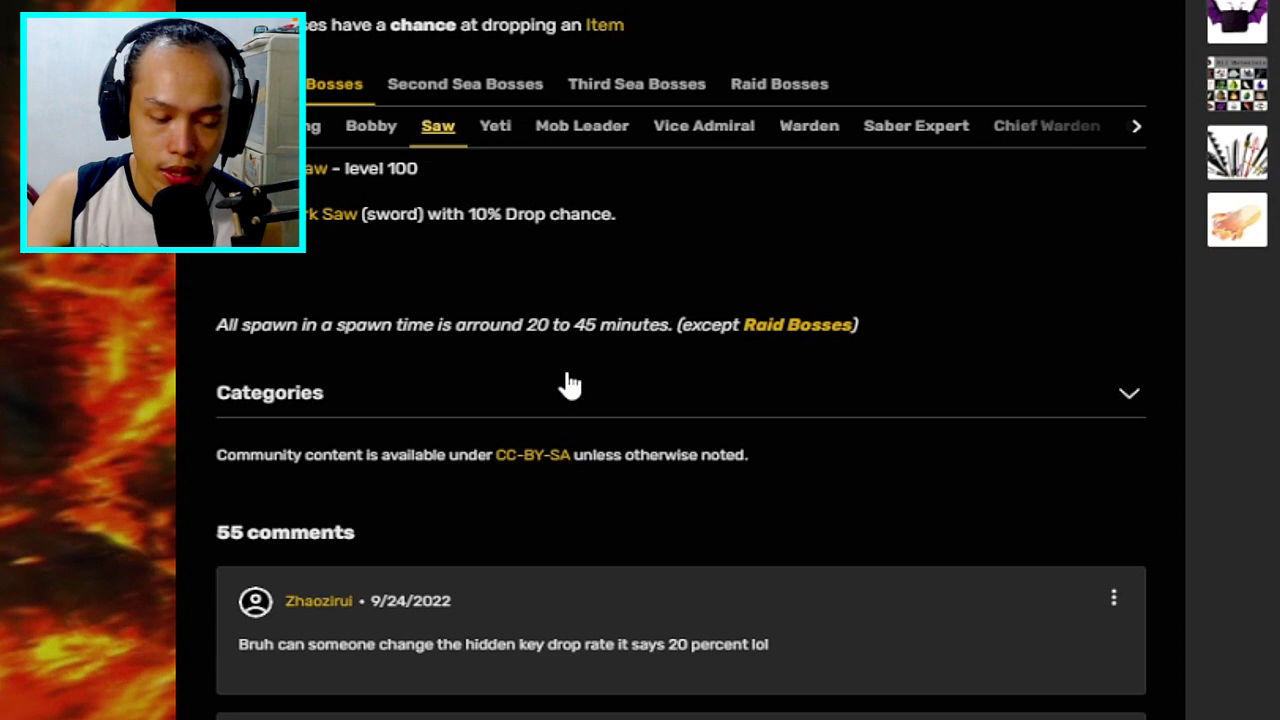 ses have a chance at dropping an Item
Bosses Second Sea Bosses Third Sea Bosses Raid Bosses
ng Bobby Saw Yeti Mob Leader Vice Admiral Warden Saber Expert Chief Warden
aw - level 100
rk Saw (sword) with 10% Drop chance.
All spawn in a spawn time is arround 20 to 45 minutes. (except Raid Bosses)
Categories
Community content is available under CC-BY-SA unless otherwise noted.
55 comments
Zhaozirui • 9/24/2022
Bruh can someone change the hidden key drop rate it says 20 percent lol